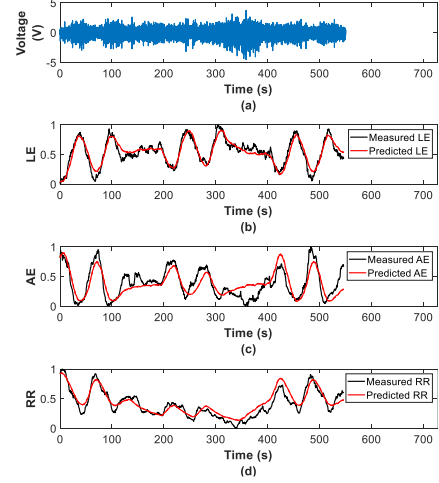 5
0
-5
Voltage
(V)
0 100 200 300 400 500 600 700
Time (s)
(a)
1
0.5
0
LE
Measured LE
Predicted LE
0 100 200 300 400 500 600 700
Time (s)
(b)
1
0.5
0
AE
Measured AE
Predicted AE
0 100 200 300 400 500 600 700
Time (s)
(c)
1
0.5
0
RR
Measured RR
Predicted RR
0 100 200 300 400 500 600 700
Time (s)
(d)